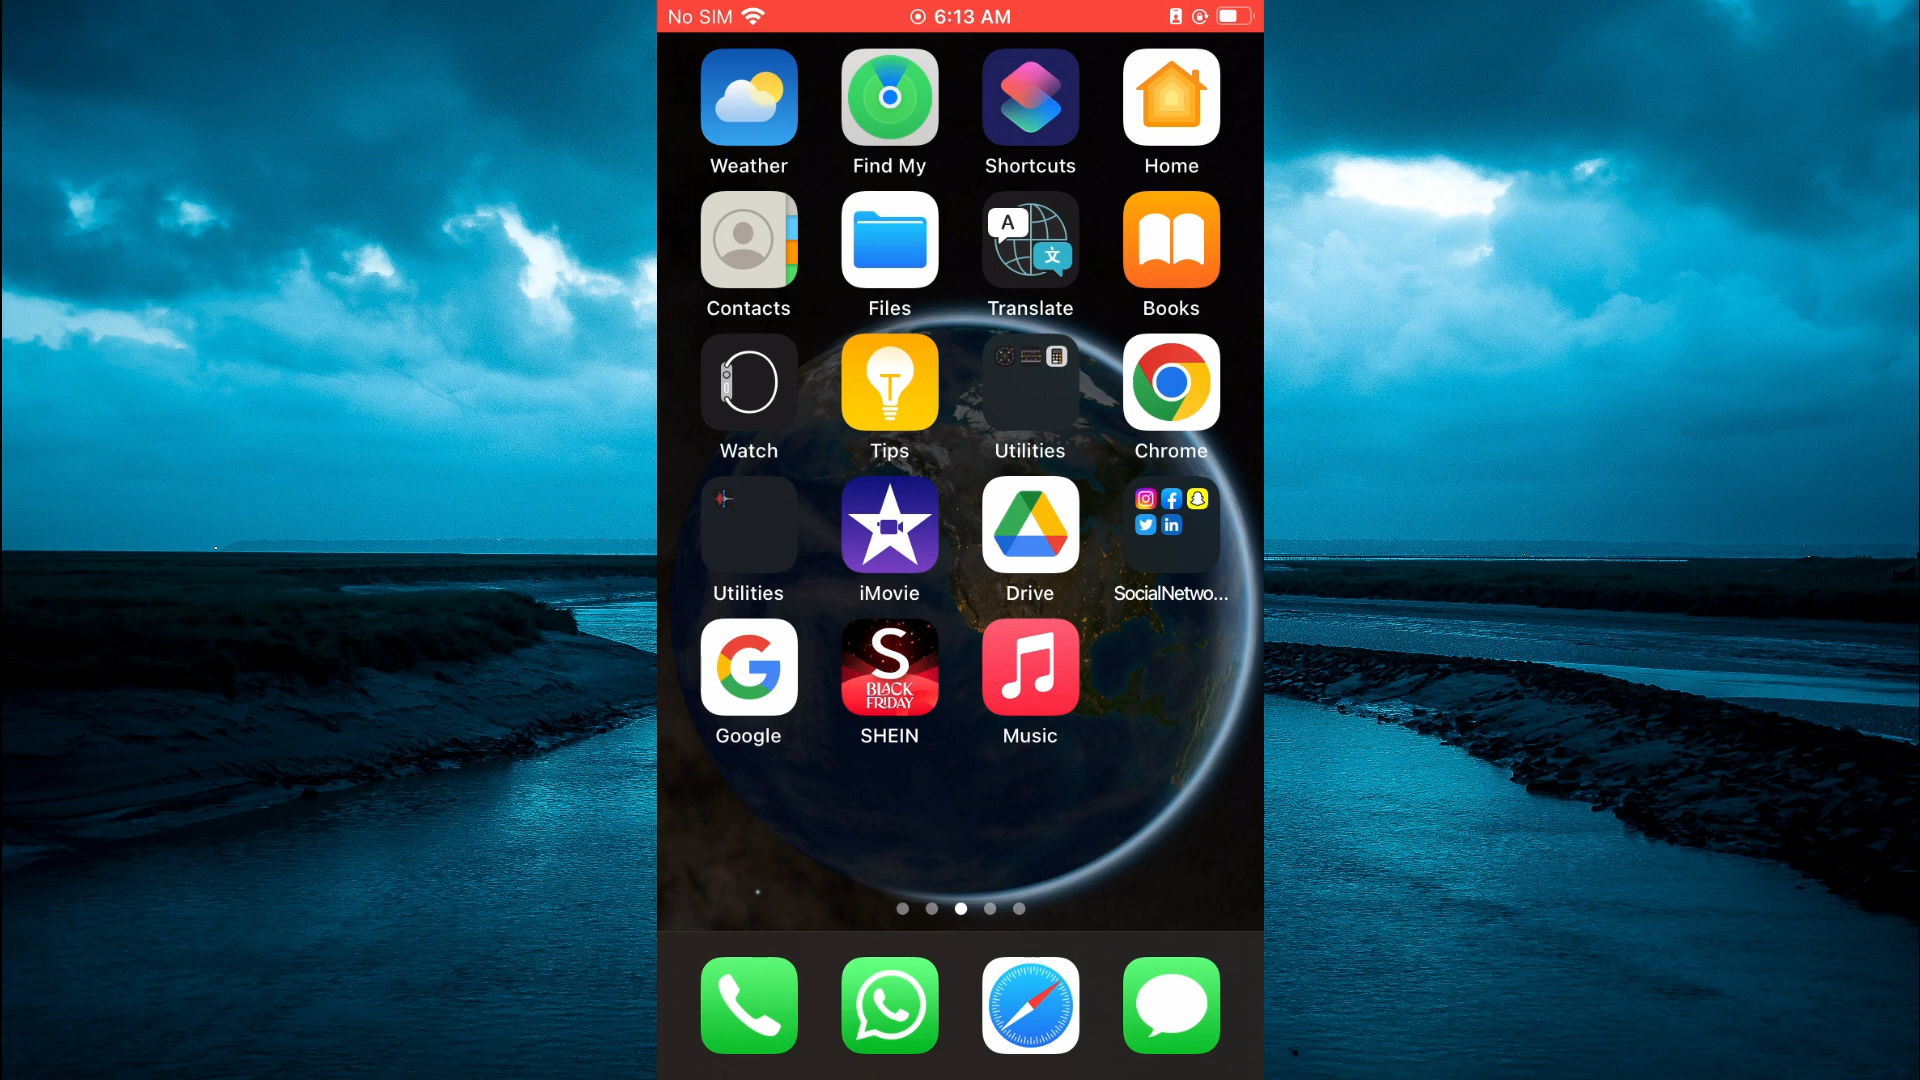 No SIM 6:13 AM
Weather Find My Shortcuts Home
A 文
Contacts Files Translate Books
Watch Tips Utilities Chrome
in
Utilities iMovie Drive SocialNetwo...
G S BLACK FRIDAY
Google SHEIN Music